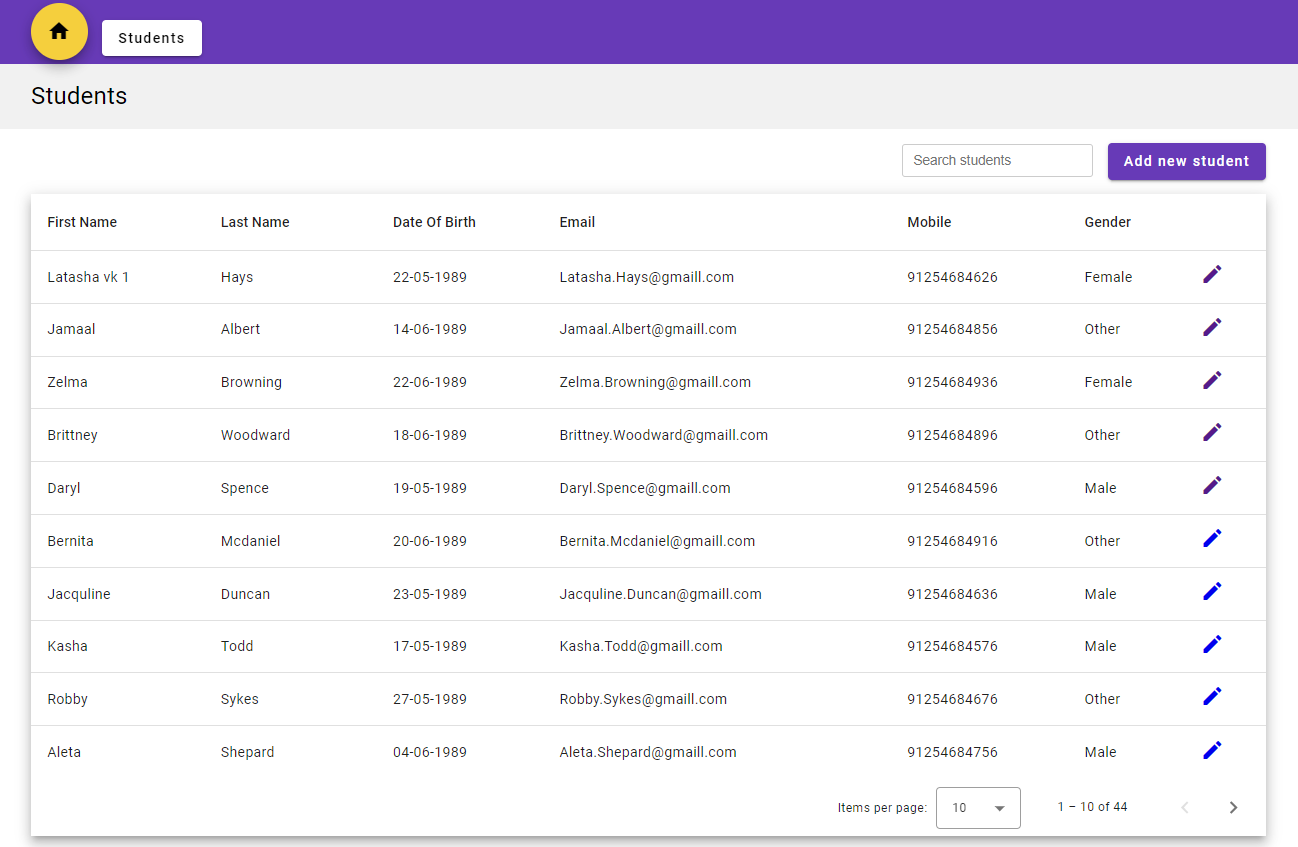 Students
Students
Search students
Add new student
First Name Last Name Date Of Birth Email Mobile Gender
Latasha vk 1 Hays 22-05-1989 Latasha.Hays@gmaill.com 91254684626 Female
Jamaal Albert 14-06-1989 Jamaal.Albert@gmaill.com 91254684856 Other
Zelma Browning 22-06-1989 Zelma.Browning@gmaill.com 91254684936 Female
Brittney Woodward 18-06-1989 Brittney.Woodward@gmaill.com 91254684896 Other
Daryl Spence 19-05-1989 Daryl.Spence@gmaill.com 91254684596 Male
Bernita Mcdaniel 20-06-1989 Bernita.Mcdaniel@gmaill.com 91254684916 Other
Jacquline Duncan 23-05-1989 Jacquline.Duncan@gmaill.com 91254684636 Male
Kasha Todd 17-05-1989 Kasha.Todd@gmaill.com 91254684576 Male
Robby Sykes 27-05-1989 Robby.Sykes@gmaill.com 91254684676 Other
Aleta Shepard 04-06-1989 Aleta.Shepard@gmaill.com 91254684756 Male
Items per page: 10 1 – 10 of 44